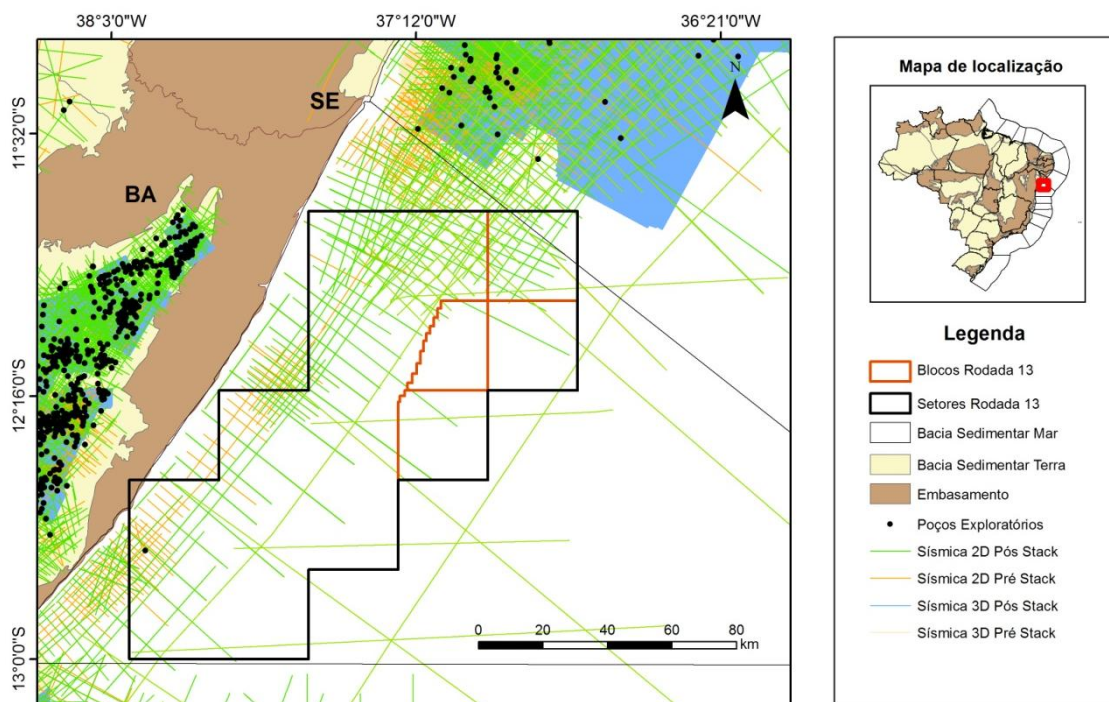 38°3'0"W
37°12'0"W
36°21'0"W
11°32'0"S
12°16'0"S
13°0'0"S
SE
BA
N
0 20 40 60 80
km
Mapa de localização
Legenda
Blocos Rodada 13
Setores Rodada 13
Bacia Sedimentar Mar
Bacia Sedimentar Terra
Embasamento
Poços Exploratórios
Sísmica 2D Pós Stack
Sísmica 2D Pré Stack
Sísmica 3D Pós Stack
Sísmica 3D Pré Stack